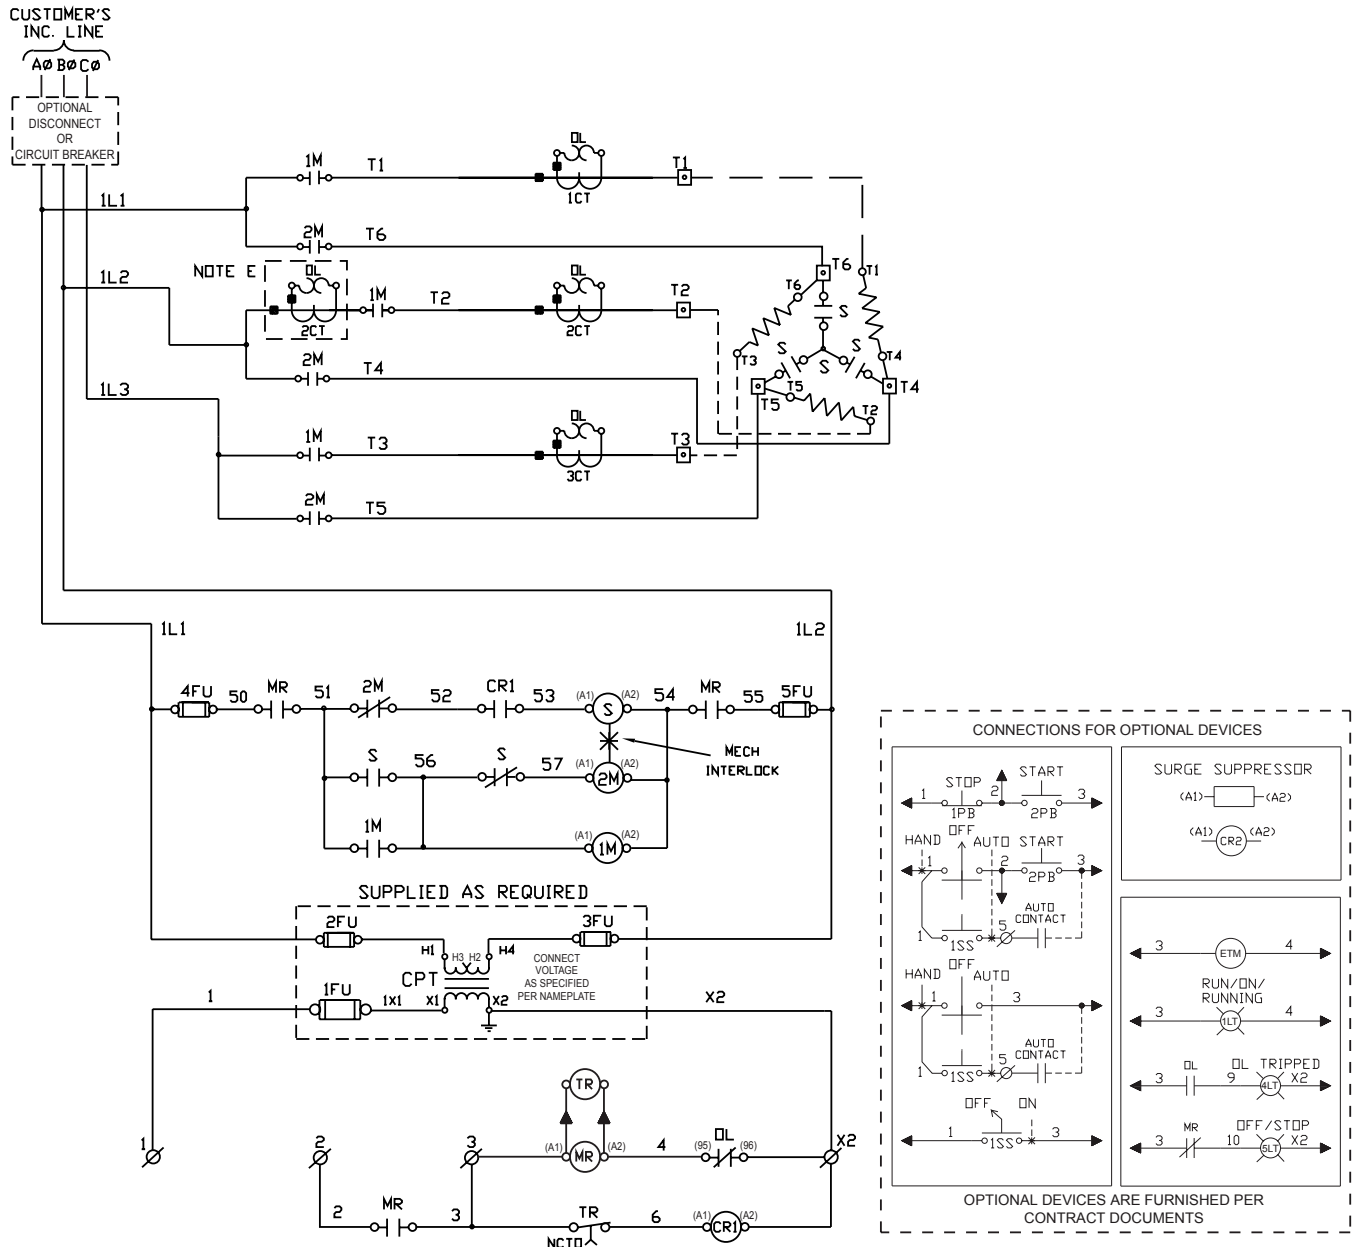 CUSTOMER'S
INC. LINE
AØ BØ CØ
OPTIONAL
DISCONNECT
OR
CIRCUIT BREAKER
1L1
1M
T1
OL
1CT
T1
2M
T6
NOTE E
1L2
OL
2CT
1M
T2
OL
2CT
T2
2M
T4
1L3
1M
T3
OL
3CT
T3
2M
T5
T6
T1
T6
S
T3
S
S
S
T4
T4
T5
T5
T2
1L1
1L2
4FU
50
MR
51
2M
52
CR1
53
(A1)
S
(A2)
54
MR
55
5FU
MECH
INTERLOCK
S
56
S
57
(A1)
2M
(A2)
1M
(A1)
1M
(A2)
SUPPLIED AS REQUIRED
2FU
H1
H3
H2
H4
3FU
CONNECT
VOLTAGE
AS SPECIFIED
PER NAMEPLATE
CPT
1
1FU
1X1
X1
X2
X2
TR
1
2
3
(A1)
MR
(A2)
4
(95)
OL
(96)
X2
2
MR
3
TR
NCTO
6
(A1)
CR1
(A2)
CONNECTIONS FOR OPTIONAL DEVICES
1
STOP
1PB
2
START
2PB
3
HAND
OFF
AUTO
START
1
2
2PB
3
1
1SS
5
AUTO
CONTACT
HAND
OFF
AUTO
1
3
1
1SS
5
AUTO
CONTACT
OFF
ON
1
1SS
3
SURGE SUPPRESSOR
(A1)
(A2)
(A1)
CR2
(A2)
3
ETM
4
RUN/ON/
RUNNING
3
1LT
4
3
OL
9
OL TRIPPED
4LT
X2
3
MR
10
OFF/STOP
5LT
X2
OPTIONAL DEVICES ARE FURNISHED PER
CONTRACT DOCUMENTS